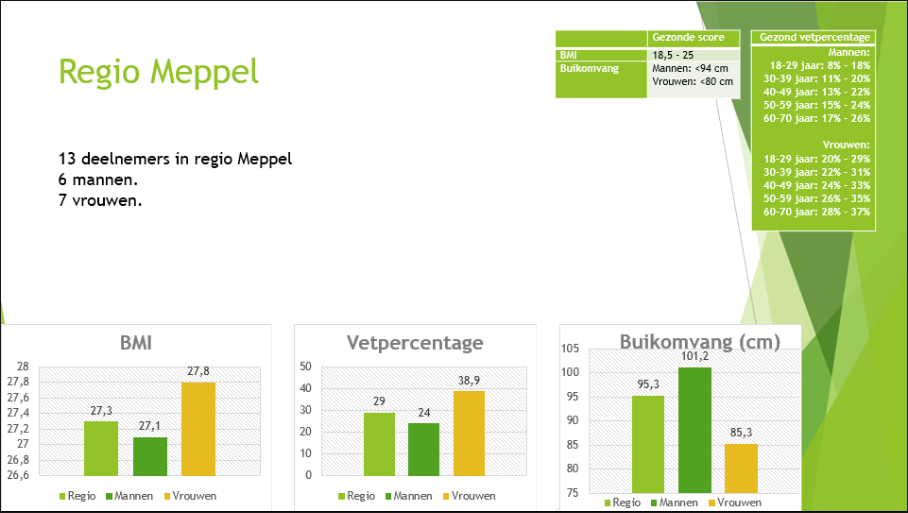 Regio Meppel
13 deelnemers in regio Meppel
6 mannen.
7 vrouwen.
Gezonde score
BMI 18,5 - 25
Buikomvang Mannen: <94 cm
Vrouwen: <80 cm
Gezond vetpercentage
Mannen:
18-29 jaar: 8% - 18%
30-39 jaar: 11% - 20%
40-49 jaar: 13% - 22%
50-59 jaar: 15% - 24%
60-70 jaar: 17% - 26%
Vrouwen:
18-29 jaar: 20% - 29%
30-39 jaar: 22% - 31%
40-49 jaar: 24% - 33%
50-59 jaar: 26% - 35%
60-70 jaar: 28% - 37%
BMI
28
27,8
27,6
27,4
27,2
27
26,8
26,6
27,3
27,1
27,8
Regio Mannen Vrouwen
Vetpercentage
50
40
30
20
10
0
29
24
38,9
Regio Mannen Vrouwen
Buikomvang (cm)
105
100
95
90
85
80
75
95,3
101,2
85,3
Regio Mannen Vrouwen